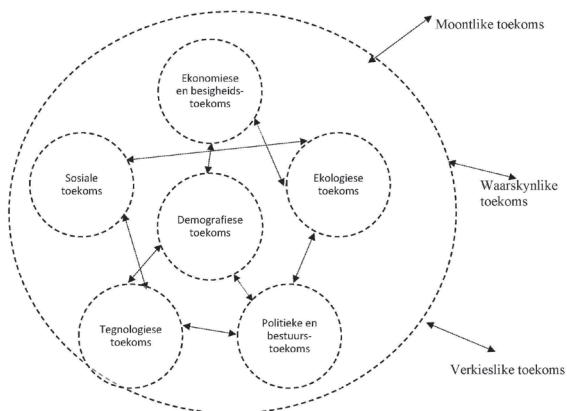 Moontlike toekoms
Ekonomiese
en besigheids-
toekoms
Sosiale
toekoms
Ekologiese
toekoms
Waarskynlike
toekoms
Demografiese
toekoms
Tegnologiese
toekoms
Politieke en
bestuurs-
toekoms
Verkieslike toekoms